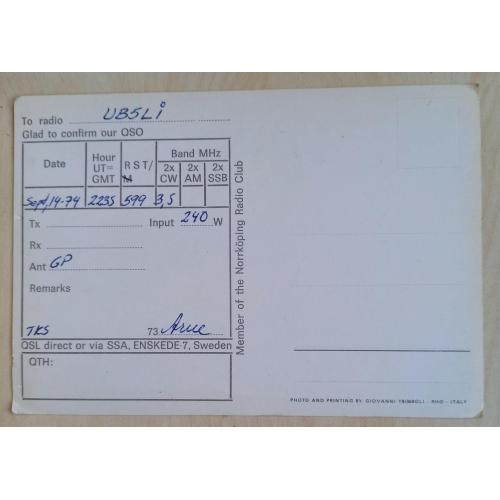 To radio UB5Li
Glad to confirm our QSO
Date Hour UT= GMT R S T/ Band MHz
2x CW 2x AM 2x SSB
Sept, 14-74 2235 599 3,5
Tx Input 240 W
Rx
Ant GP
Remarks
TKS 73. Arne
QSL direct or via SSA, ENSKEDE-7, Sweden
QTH:
Member of the Norrköping Radio Club
PHOTO AND PRINTING BY GIOVANNI TRIMBOLI - RHO - ITALY